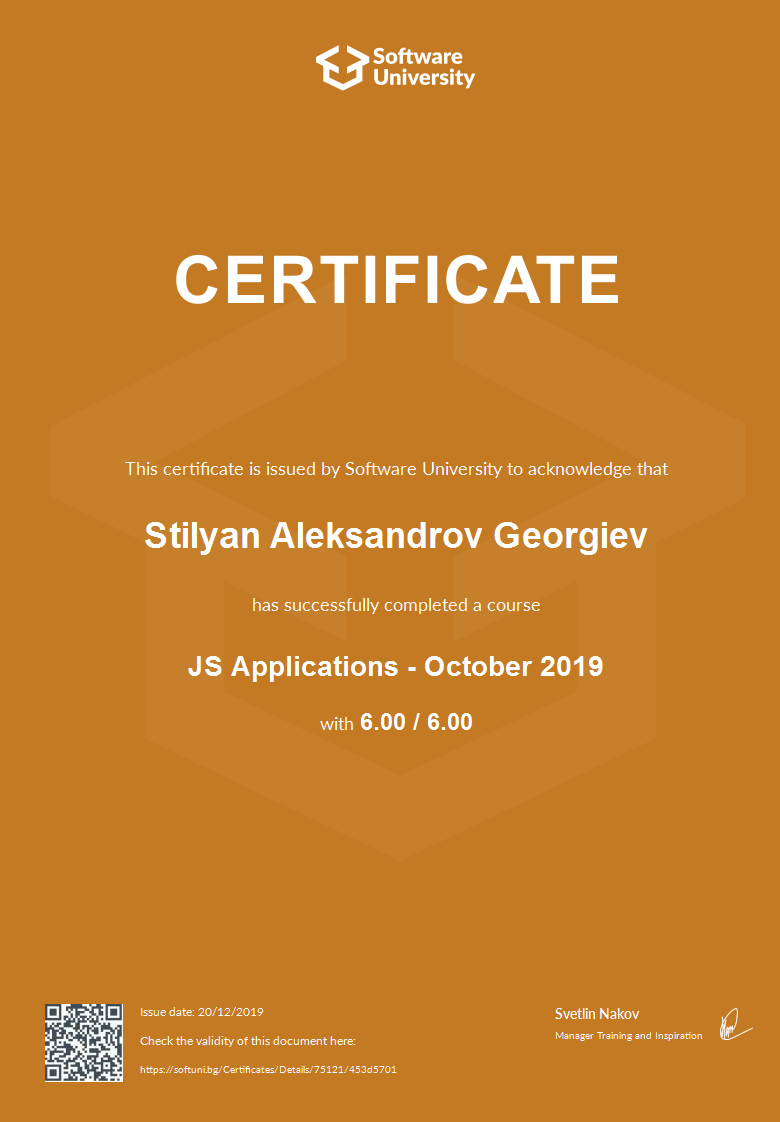 Software
University
CERTIFICATE
This certificate is issued by Software University to acknowledge that
Stilyan Aleksandrov Georgiev
has successfully completed a course
JS Applications - October 2019
with 6.00 / 6.00
Issue date: 20/12/2019
Check the validity of this document here:
https://softuni.bg/Certificates/Details/75121/453d5701
Svetlin Nakov
Manager Training and Inspiration